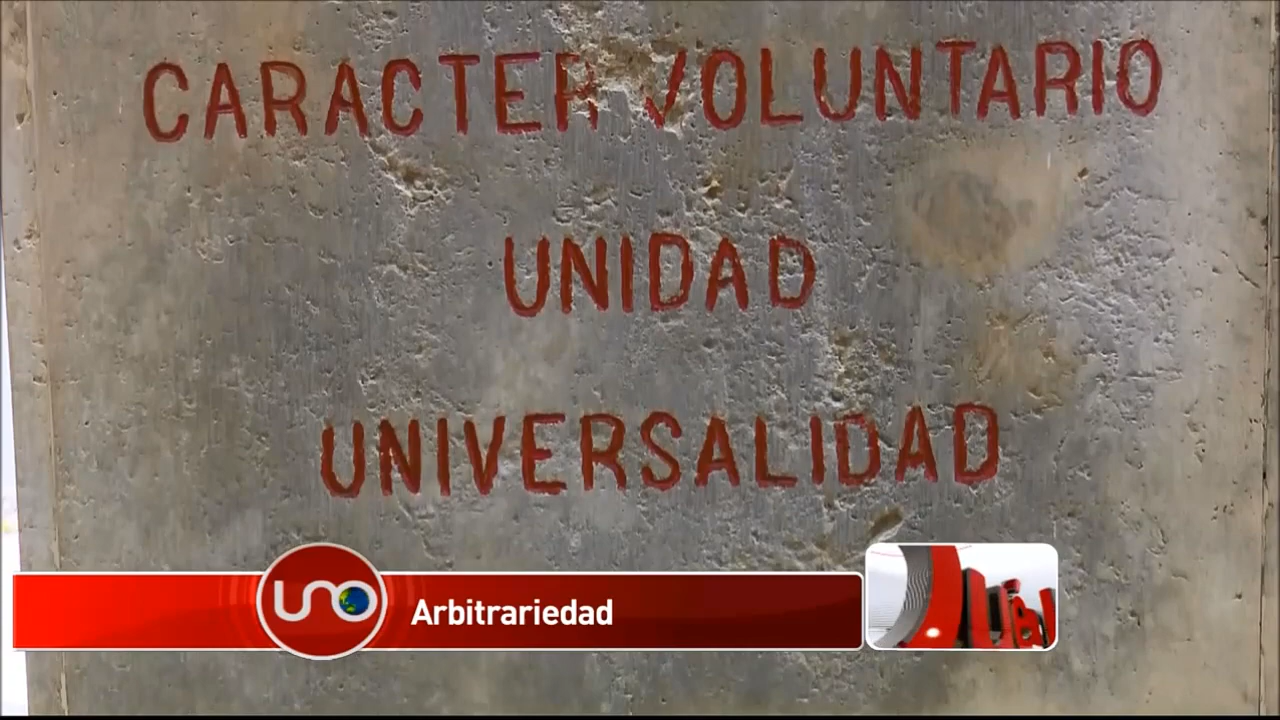 CARACTER VOLUNTARIO
UNIDAD
UNIVERSALIDAD
UNO
Arbitrariedad